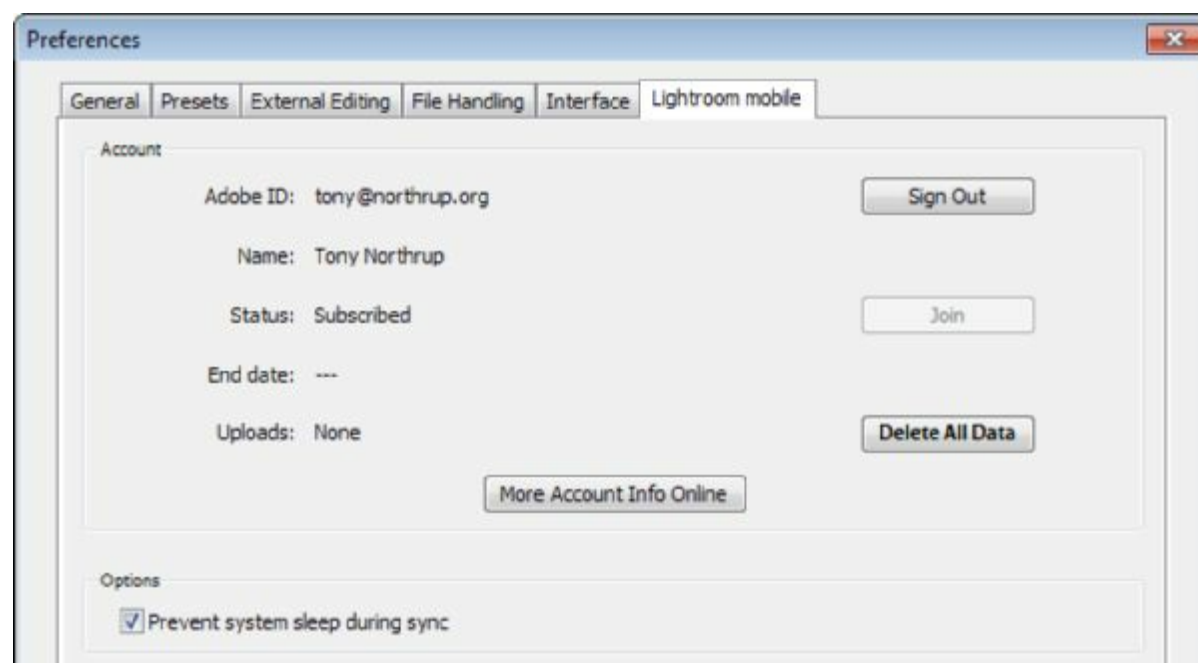 Preferences
General Presets External Editing File Handling Interface Lightroom mobile
Account
Adobe ID: tony@northrup.org Sign Out
Name: Tony Northrup
Status: Subscribed Join
End date: ---
Uploads: None Delete All Data
More Account Info Online
Options
Prevent system sleep during sync